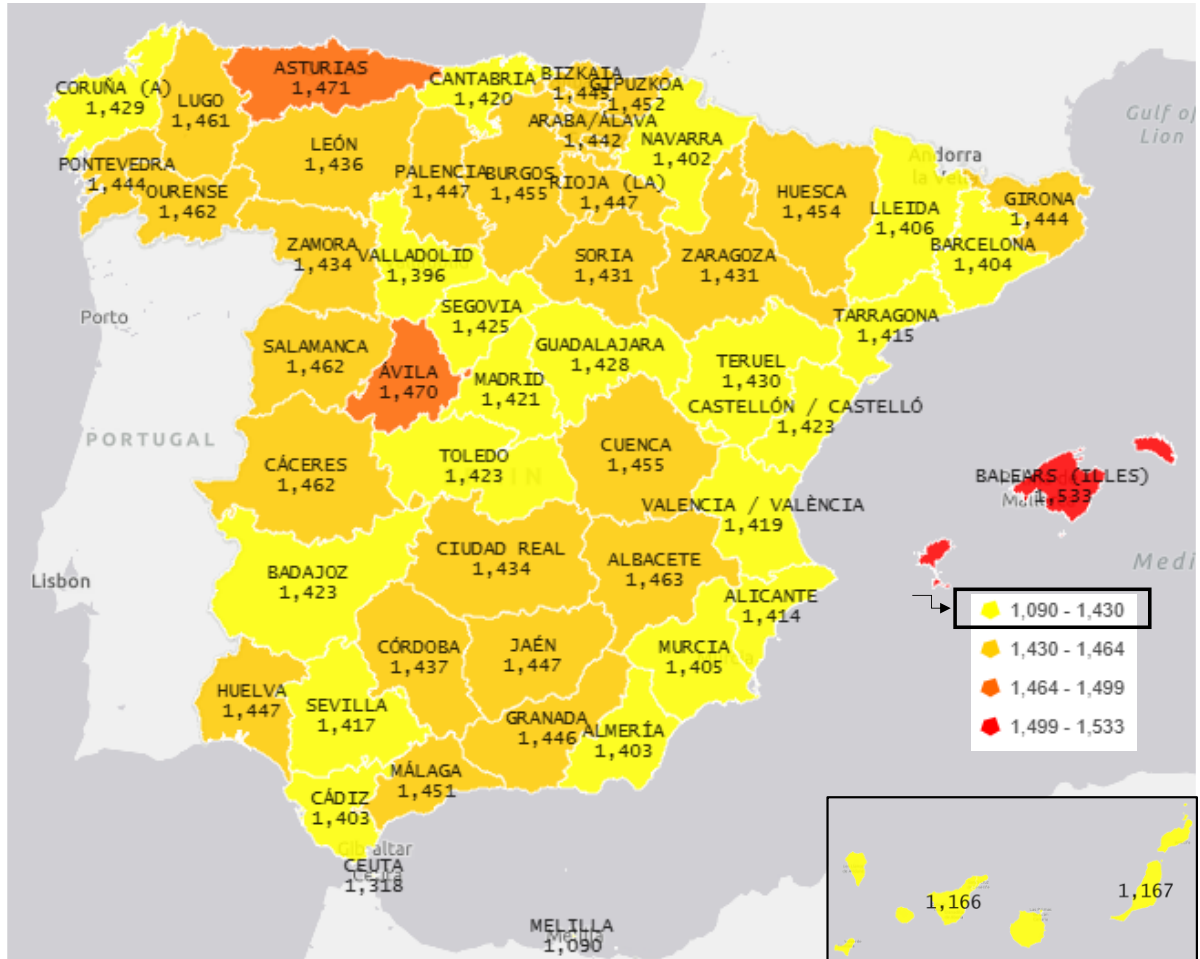 ASTURIAS
1,471
CANTABRIA
1,420
BIZKAIA
1,445
GIPUZKOA
1,452
CORUÑA (A)
1,429
LUGO
1,461
ARABA/ÁLAVA
1,442
NAVARRA
1,402
LEÓN
1,436
PALENCIA
1,447
BURGOS
1,455
RIOJA (LA)
1,447
PONTEVEDRA
1,444
OURENSE
1,462
HUESCA
1,454
LLEIDA
1,406
GIRONA
1,444
BARCELONA
1,404
ZAMORA
1,434
VALLADOLID
1,396
SORIA
1,431
ZARAGOZA
1,431
SEGOVIA
1,425
TARRAGONA
1,415
SALAMANCA
1,462
ÁVILA
1,470
MADRID
1,421
GUADALAJARA
1,428
TERUEL
1,430
CASTELLÓN / CASTELLÓ
1,423
CÁCERES
1,462
TOLEDO
1,423
CUENCA
1,455
VALENCIA / VALÈNCIA
1,419
BALEARS (ILLES)
1,533
BADAJOZ
1,423
CIUDAD REAL
1,434
ALBACETE
1,463
ALICANTE
1,414
CÓRDOBA
1,437
JAÉN
1,447
MURCIA
1,405
HUELVA
1,447
SEVILLA
1,417
GRANADA
1,446
ALMERÍA
1,403
MÁLAGA
1,451
CÁDIZ
1,403
CEUTA
1,318
MELILLA
1,090
1,166
1,167
Gulf of
Lion
Andorra
la Vella
Porto
PORTUGAL
Lisbon
Medi
Gibraltar
1,090 - 1,430
1,430 - 1,464
1,464 - 1,499
1,499 - 1,533